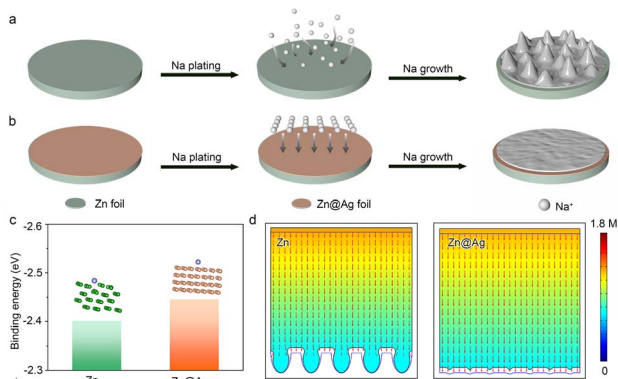 a
Na plating
Na growth
b
Na plating
Na growth
Zn foil
Zn@Ag foil
Na⁺
c
-2.6
-2.5
-2.4
-2.3
Binding energy (eV)
d
Zn
Zn@Ag
1.8 M
0